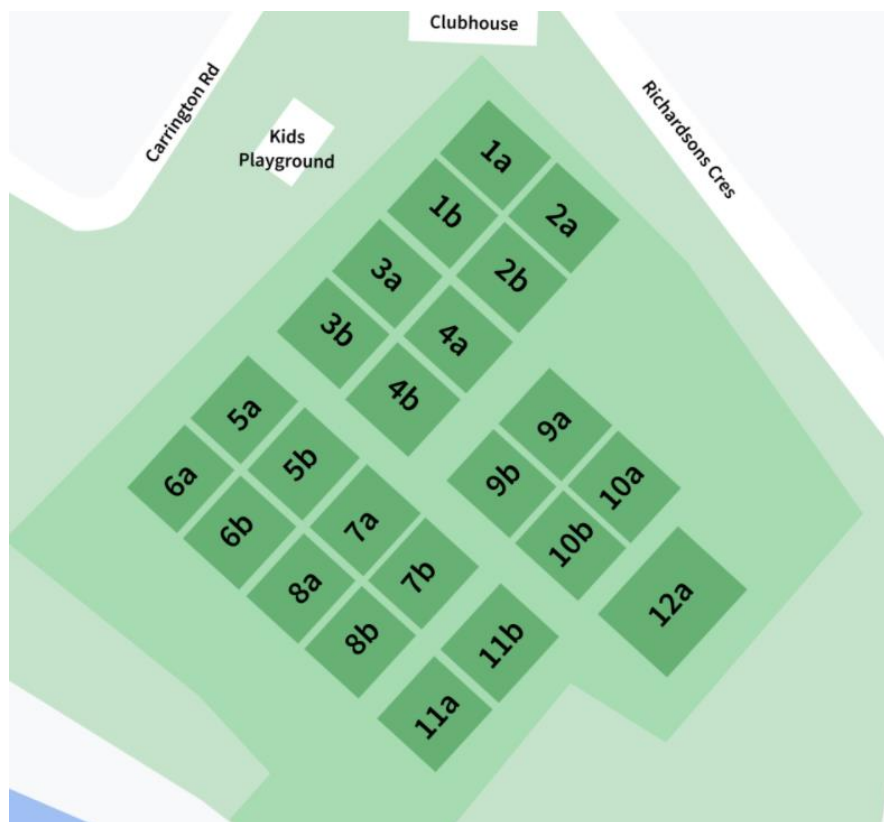 Clubhouse
Carrington Rd
Kids
Playground
Richardsons Cres
1a
1b
2a
3a
2b
3b
4a
4b
5a
9a
5b
6a
9b
10a
6b
7a
10b
7b
8a
12a
8b
11b
11a